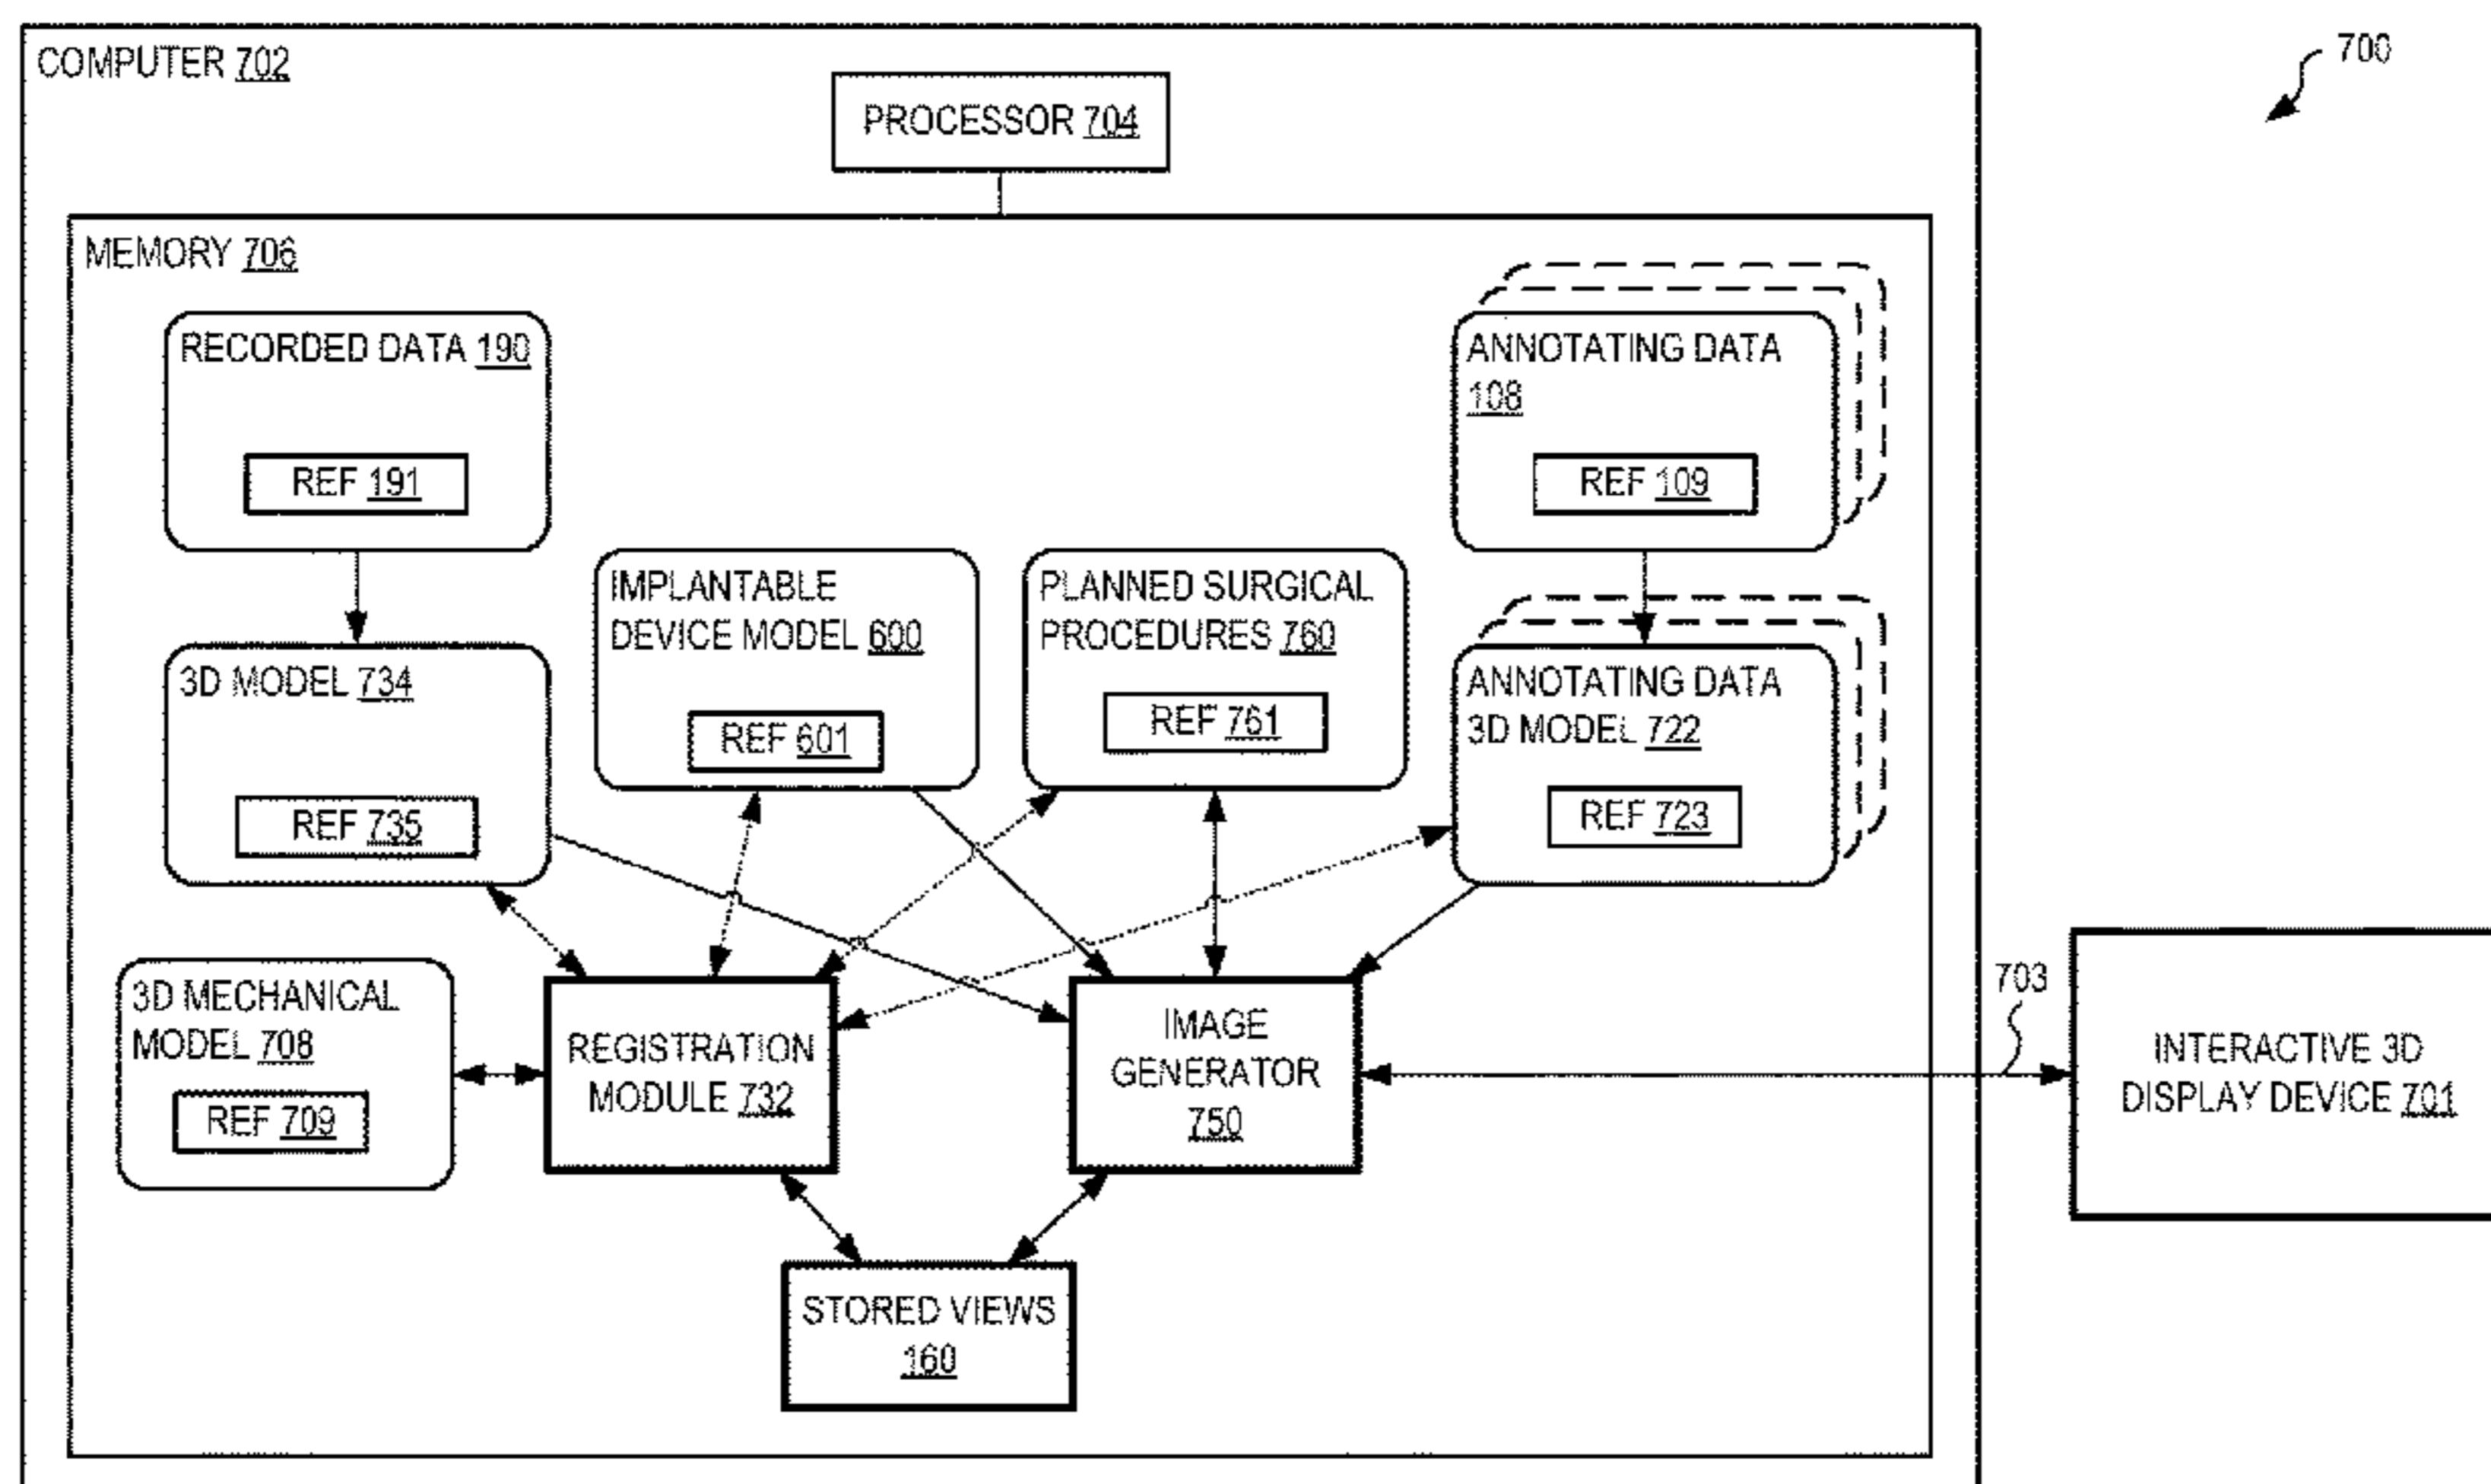 COMPUTER 702
700
PROCESSOR 704
MEMORY 706
RECORDED DATA 190
REF 191
ANNOTATING DATA
108
REF 109
IMPLANTABLE
DEVICE MODEL 600
REF 601
PLANNED SURGICAL
PROCEDURES 760
REF 761
3D MODEL 734
REF 735
ANNOTATING DATA
3D MODEL 722
REF 723
3D MECHANICAL
MODEL 708
REF 709
REGISTRATION
MODULE 732
IMAGE
GENERATOR
750
703
INTERACTIVE 3D
DISPLAY DEVICE 701
STORED VIEWS
160